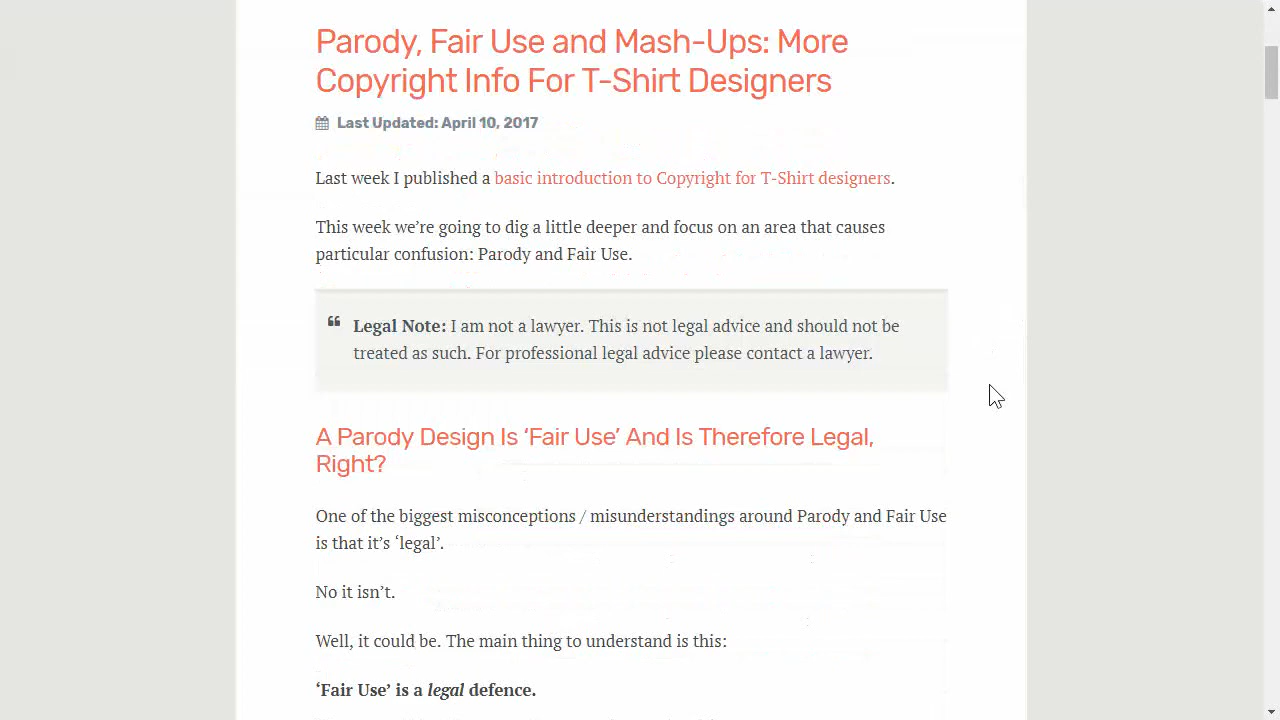 Parody, Fair Use and Mash-Ups: More
Copyright Info For T-Shirt Designers
Last Updated: April 10, 2017
Last week I published a basic introduction to Copyright for T-Shirt designers.
This week we’re going to dig a little deeper and focus on an area that causes
particular confusion: Parody and Fair Use.
❝ Legal Note: I am not a lawyer. This is not legal advice and should not be
treated as such. For professional legal advice please contact a lawyer.
A Parody Design Is ‘Fair Use’ And Is Therefore Legal,
Right?
One of the biggest misconceptions / misunderstandings around Parody and Fair Use
is that it’s ‘legal’.
No it isn’t.
Well, it could be. The main thing to understand is this:
‘Fair Use’ is a legal defence.